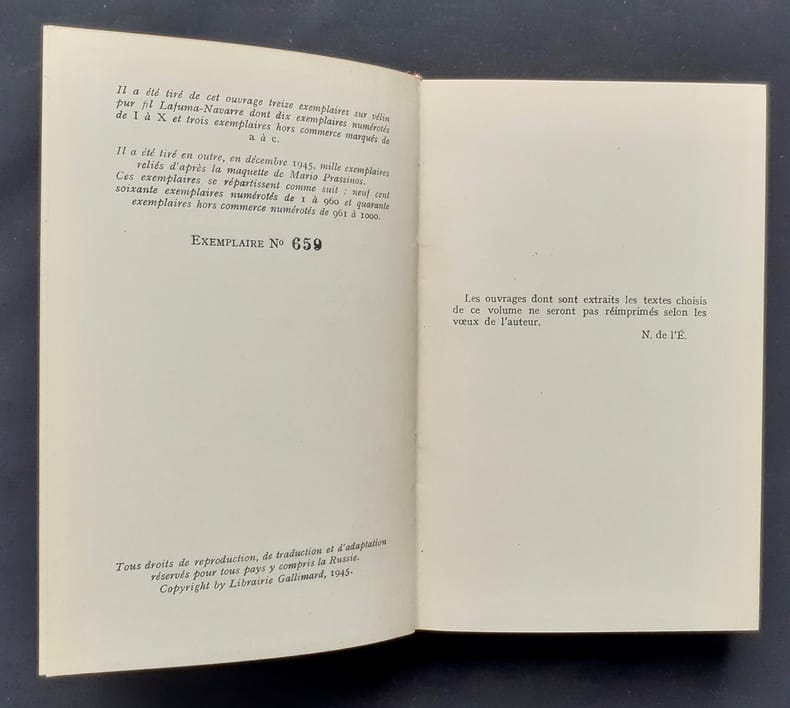 Il a été tiré de cet ouvrage treize exemplaires sur vélin
pur fil Lafuma-Navarre dont dix exemplaires numérotés
de I à X et trois exemplaires hors commerce marqués de
a à c.
Il a été tiré en outre, en décembre 1945, mille exemplaires
reliés d'après la maquette de Mario Prassinos.
Ces exemplaires se répartissent comme suit : neuf cent
soixante exemplaires numérotés de 1 à 960 et quarante
exemplaires hors commerce numérotés de 961 à 1000.
EXEMPLAIRE No 659
Tous droits de reproduction, de traduction et d'adaptation
réservés pour tous pays y compris la Russie.
Copyright by Librairie Gallimard, 1945.
Les ouvrages dont sont extraits les textes choisis
de ce volume ne seront pas réimprimés selon les
vœux de l'auteur.
N. de l'É.